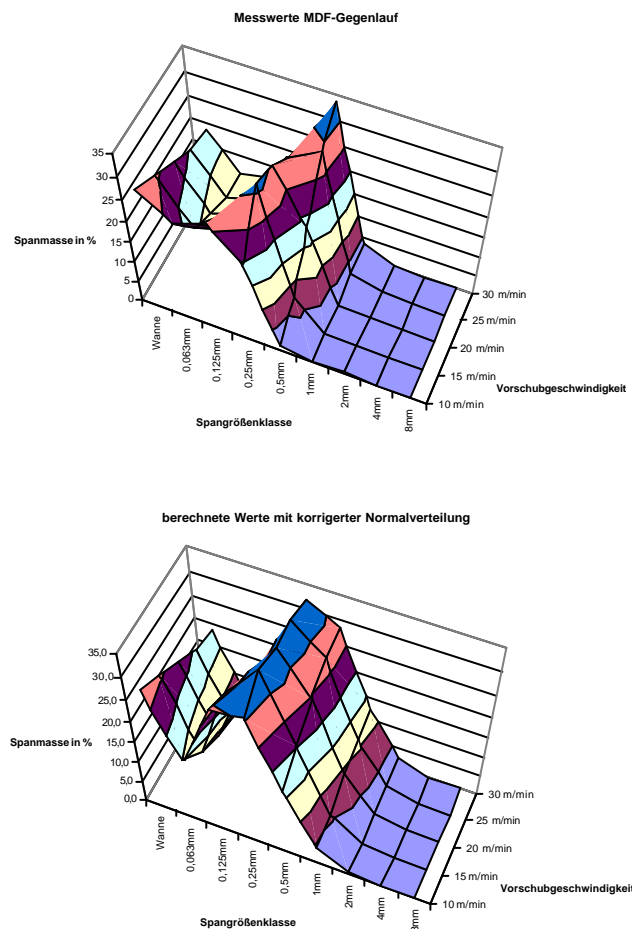 Messwerte MDF-Gegenlauf
35
30
25
20
15
10
5
0
Spanmasse in %
Wanne
0,063mm
0,125mm
0,25mm
0,5mm
1mm
2mm
4mm
8mm
Spangrößenklasse
30 m/min
25 m/min
20 m/min
15 m/min
10 m/min
Vorschubgeschwindigkeit
berechnete Werte mit korrigerter Normalverteilung
35,0
30,0
25,0
20,0
15,0
10,0
5,0
0,0
Spanmasse in %
Wanne
0,063mm
0,125mm
0,25mm
0,5mm
1mm
2mm
4mm
Spangrößenklasse
30 m/min
25 m/min
20 m/min
15 m/min
10 m/min
Vorschubgeschwindigkeit